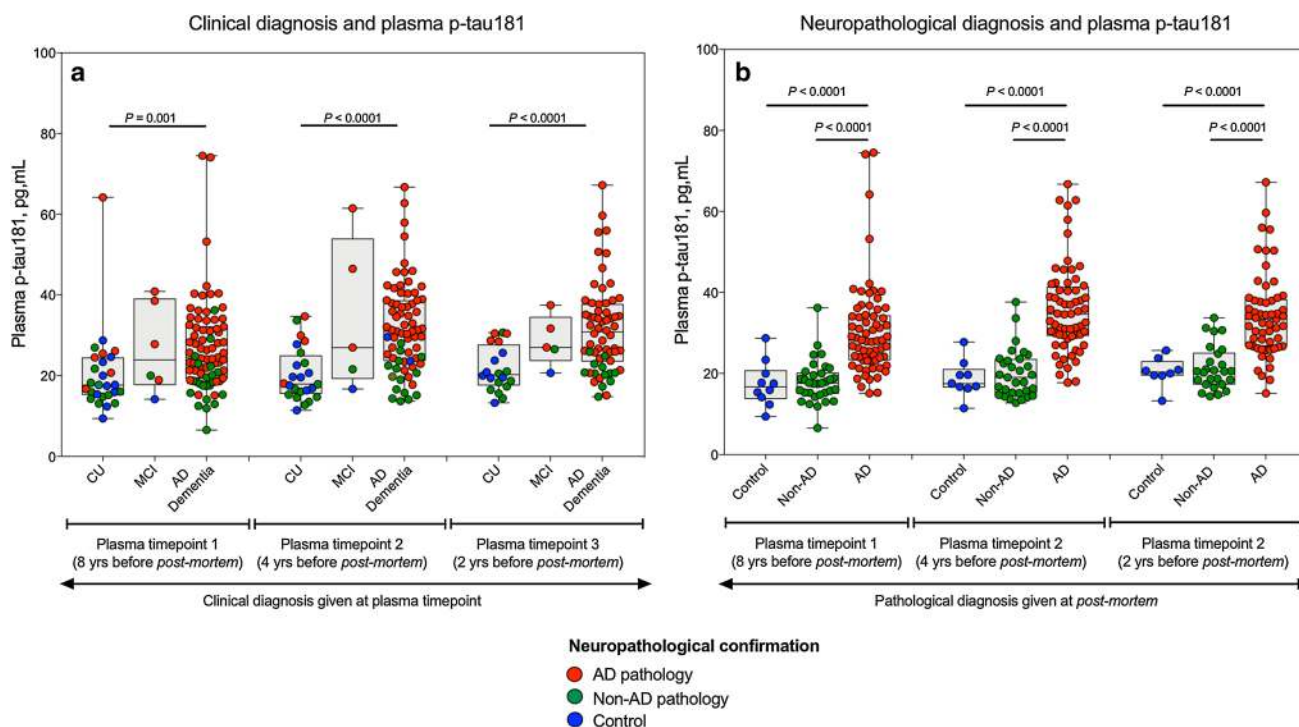 Clinical diagnosis and plasma p-tau181
a
Plasma p-tau181, pg,mL
100
80
60
40
20
0
P = 0.001
P < 0.0001
P < 0.0001
CU
MCI
AD
Dementia
CU
MCI
AD
Dementia
CU
MCI
AD
Dementia
Plasma timepoint 1
(8 yrs before post-mortem)
Plasma timepoint 2
(4 yrs before post-mortem)
Plasma timepoint 3
(2 yrs before post-mortem)
Clinical diagnosis given at plasma timepoint
Neuropathological diagnosis and plasma p-tau181
b
Plasma p-tau181, pg,mL
100
80
60
40
20
0
P < 0.0001
P < 0.0001
P < 0.0001
P < 0.0001
P < 0.0001
P < 0.0001
Control
Non-AD
AD
Control
Non-AD
AD
Control
Non-AD
AD
Plasma timepoint 1
(8 yrs before post-mortem)
Plasma timepoint 2
(4 yrs before post-mortem)
Plasma timepoint 2
(2 yrs before post-mortem)
Pathological diagnosis given at post-mortem
Neuropathological confirmation
AD pathology
Non-AD pathology
Control